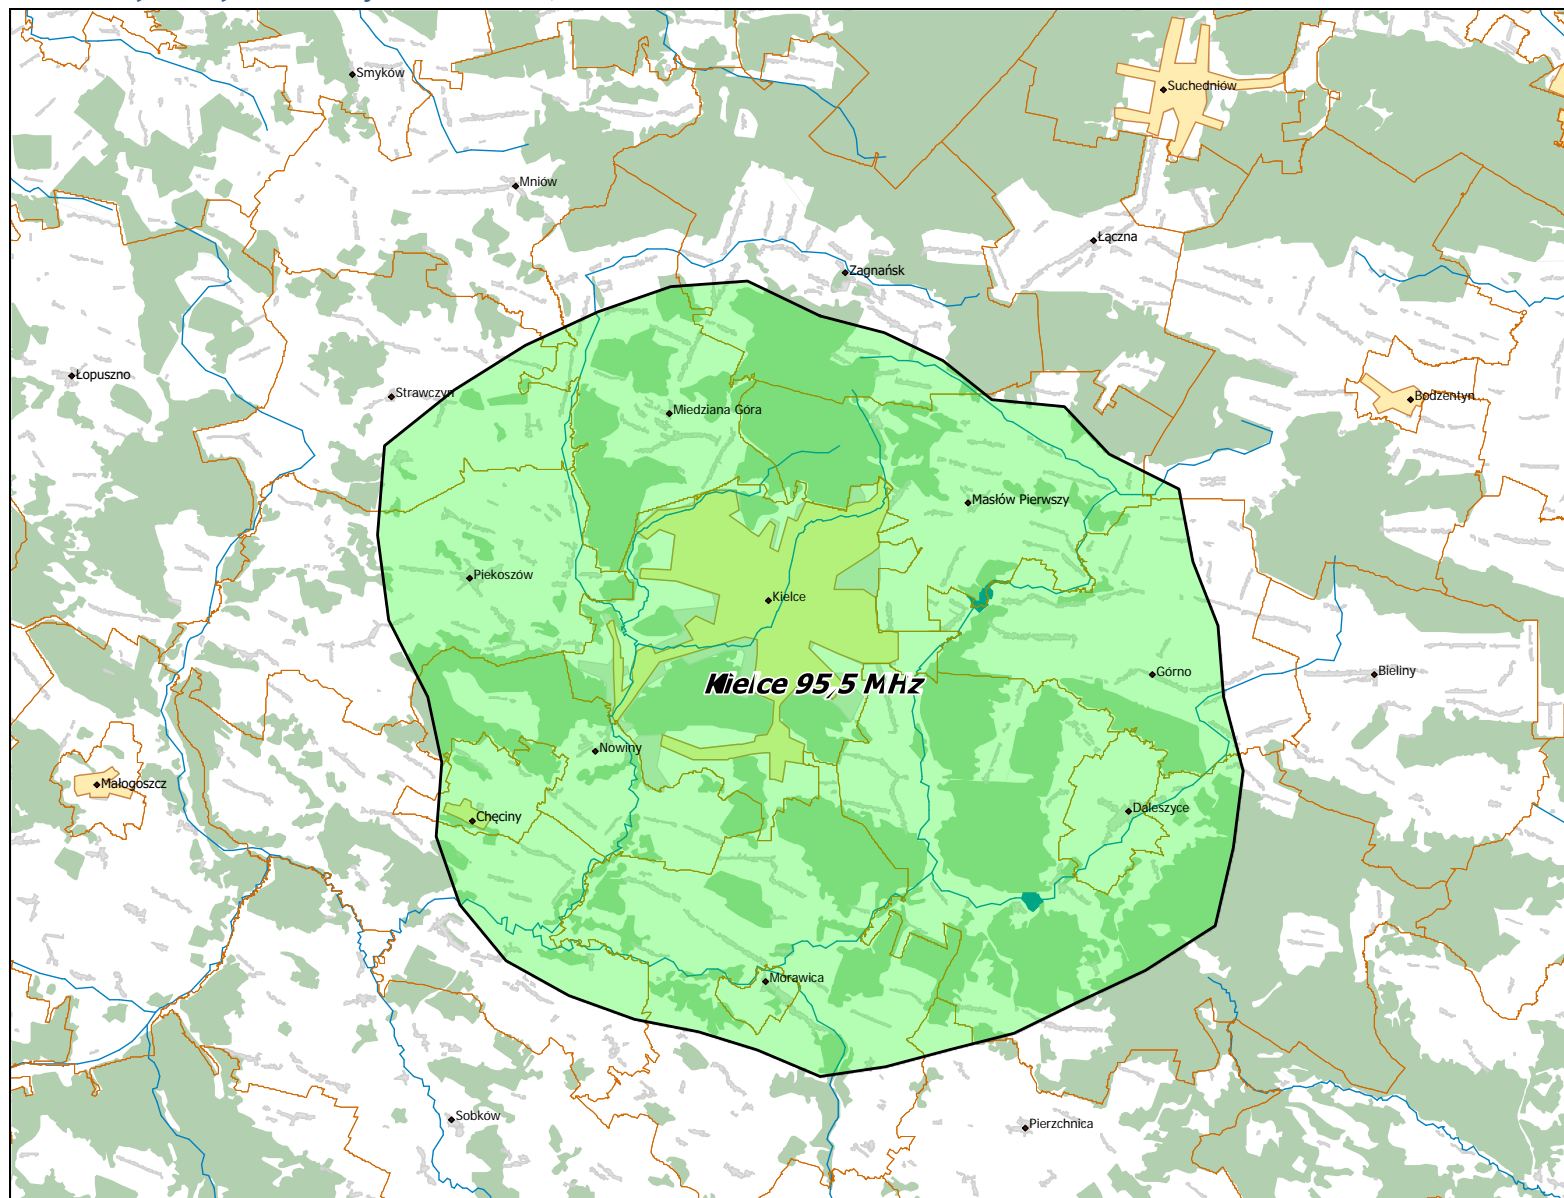 Smyków
Suchedniów
Mniów
Łączna
Zagnańsk
Łopuszno
Strawczyn
Bodzentyn
Miedziana Góra
Masłów Pierwszy
Piekoszów
Kielce
Górno
Bieliny
Kielce 95,5 MHz
Nowiny
Małogoszcz
Daleszyce
Chęciny
Morawica
Sobków
Pierzchnica